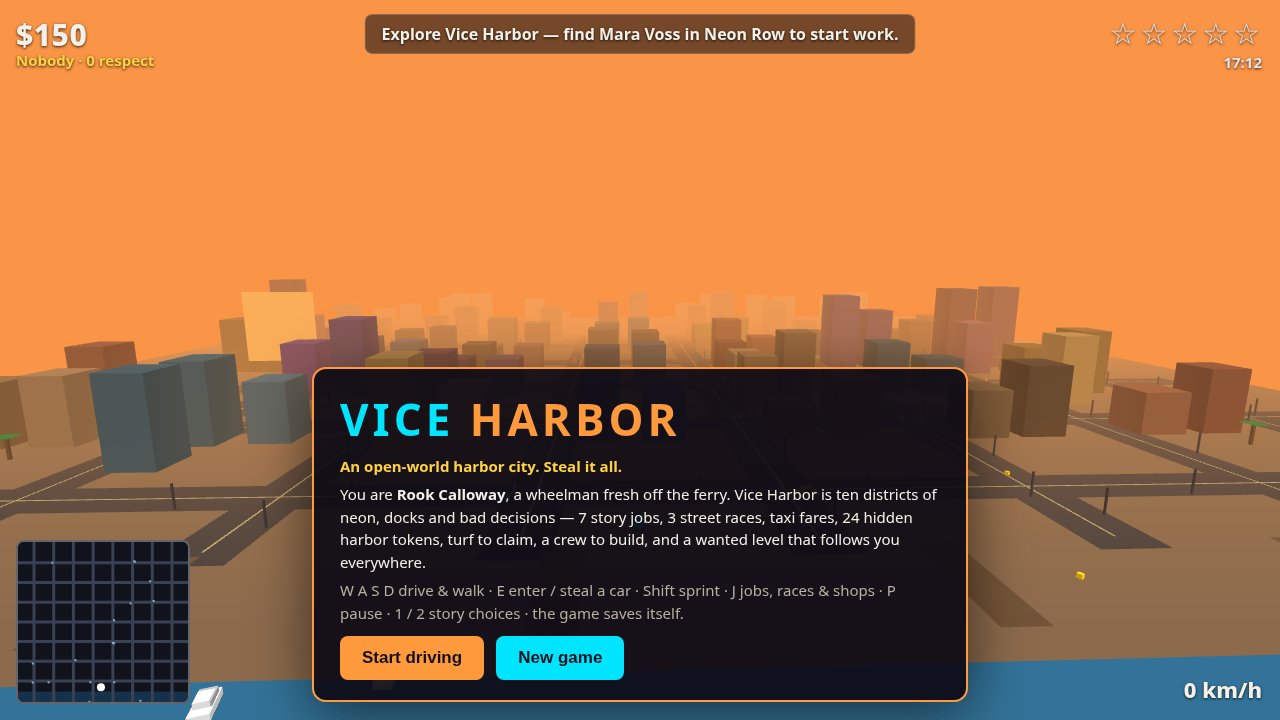 $150
Nobody · 0 respect
Explore Vice Harbor — find Mara Voss in Neon Row to start work.
☆☆☆☆☆
17:12
VICE HARBOR
An open-world harbor city. Steal it all.
You are Rook Calloway, a wheelman fresh off the ferry. Vice Harbor is ten districts of
neon, docks and bad decisions — 7 story jobs, 3 street races, taxi fares, 24 hidden
harbor tokens, turf to claim, a crew to build, and a wanted level that follows you
everywhere.
W A S D drive & walk · E enter / steal a car · Shift sprint · J jobs, races & shops · P
pause · 1 / 2 story choices · the game saves itself.
Start driving
New game
0 km/h